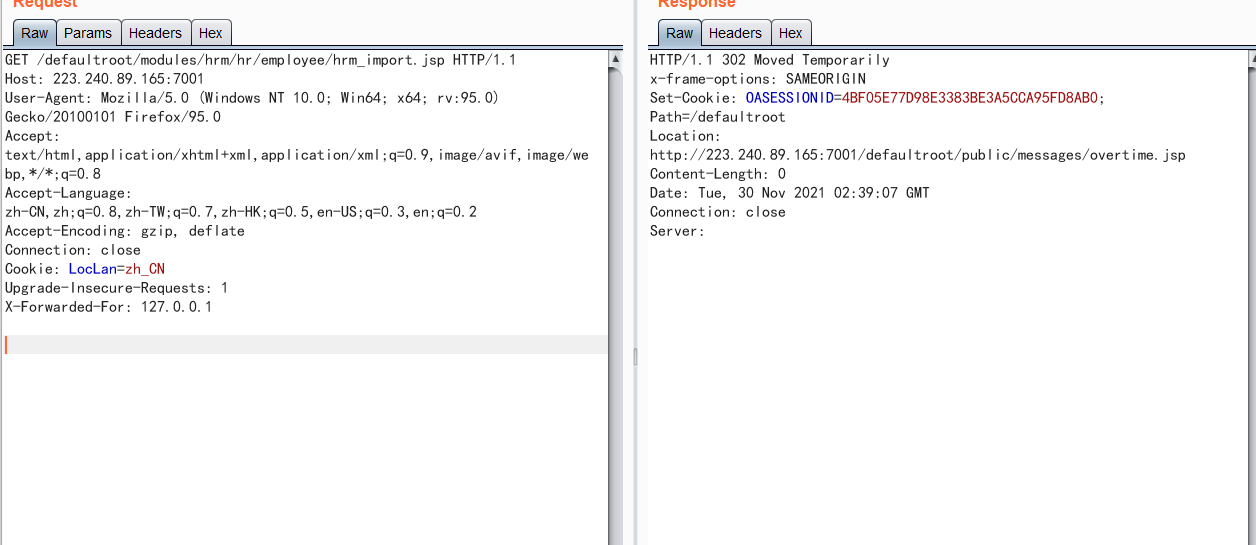 Request
Raw Params Headers Hex
GET /defaultroot/modules/hrm/hr/employee/hrm_import.jsp HTTP/1.1
Host: 223.240.89.165:7001
User-Agent: Mozilla/5.0 (Windows NT 10.0; Win64; x64; rv:95.0)
Gecko/20100101 Firefox/95.0
Accept:
text/html,application/xhtml+xml,application/xml;q=0.9,image/avif,image/we
bp,*/*;q=0.8
Accept-Language:
zh-CN,zh;q=0.8,zh-TW;q=0.7,zh-HK;q=0.5,en-US;q=0.3,en;q=0.2
Accept-Encoding: gzip, deflate
Connection: close
Cookie: LocLan=zh_CN
Upgrade-Insecure-Requests: 1
X-Forwarded-For: 127.0.0.1
Response
Raw Headers Hex
HTTP/1.1 302 Moved Temporarily
x-frame-options: SAMEORIGIN
Set-Cookie: OASESSIONID=4BF05E77D98E3383BE3A5CCA95FD8AB0;
Path=/defaultroot
Location:
http://223.240.89.165:7001/defaultroot/public/messages/overtime.jsp
Content-Length: 0
Date: Tue, 30 Nov 2021 02:39:07 GMT
Connection: close
Server: